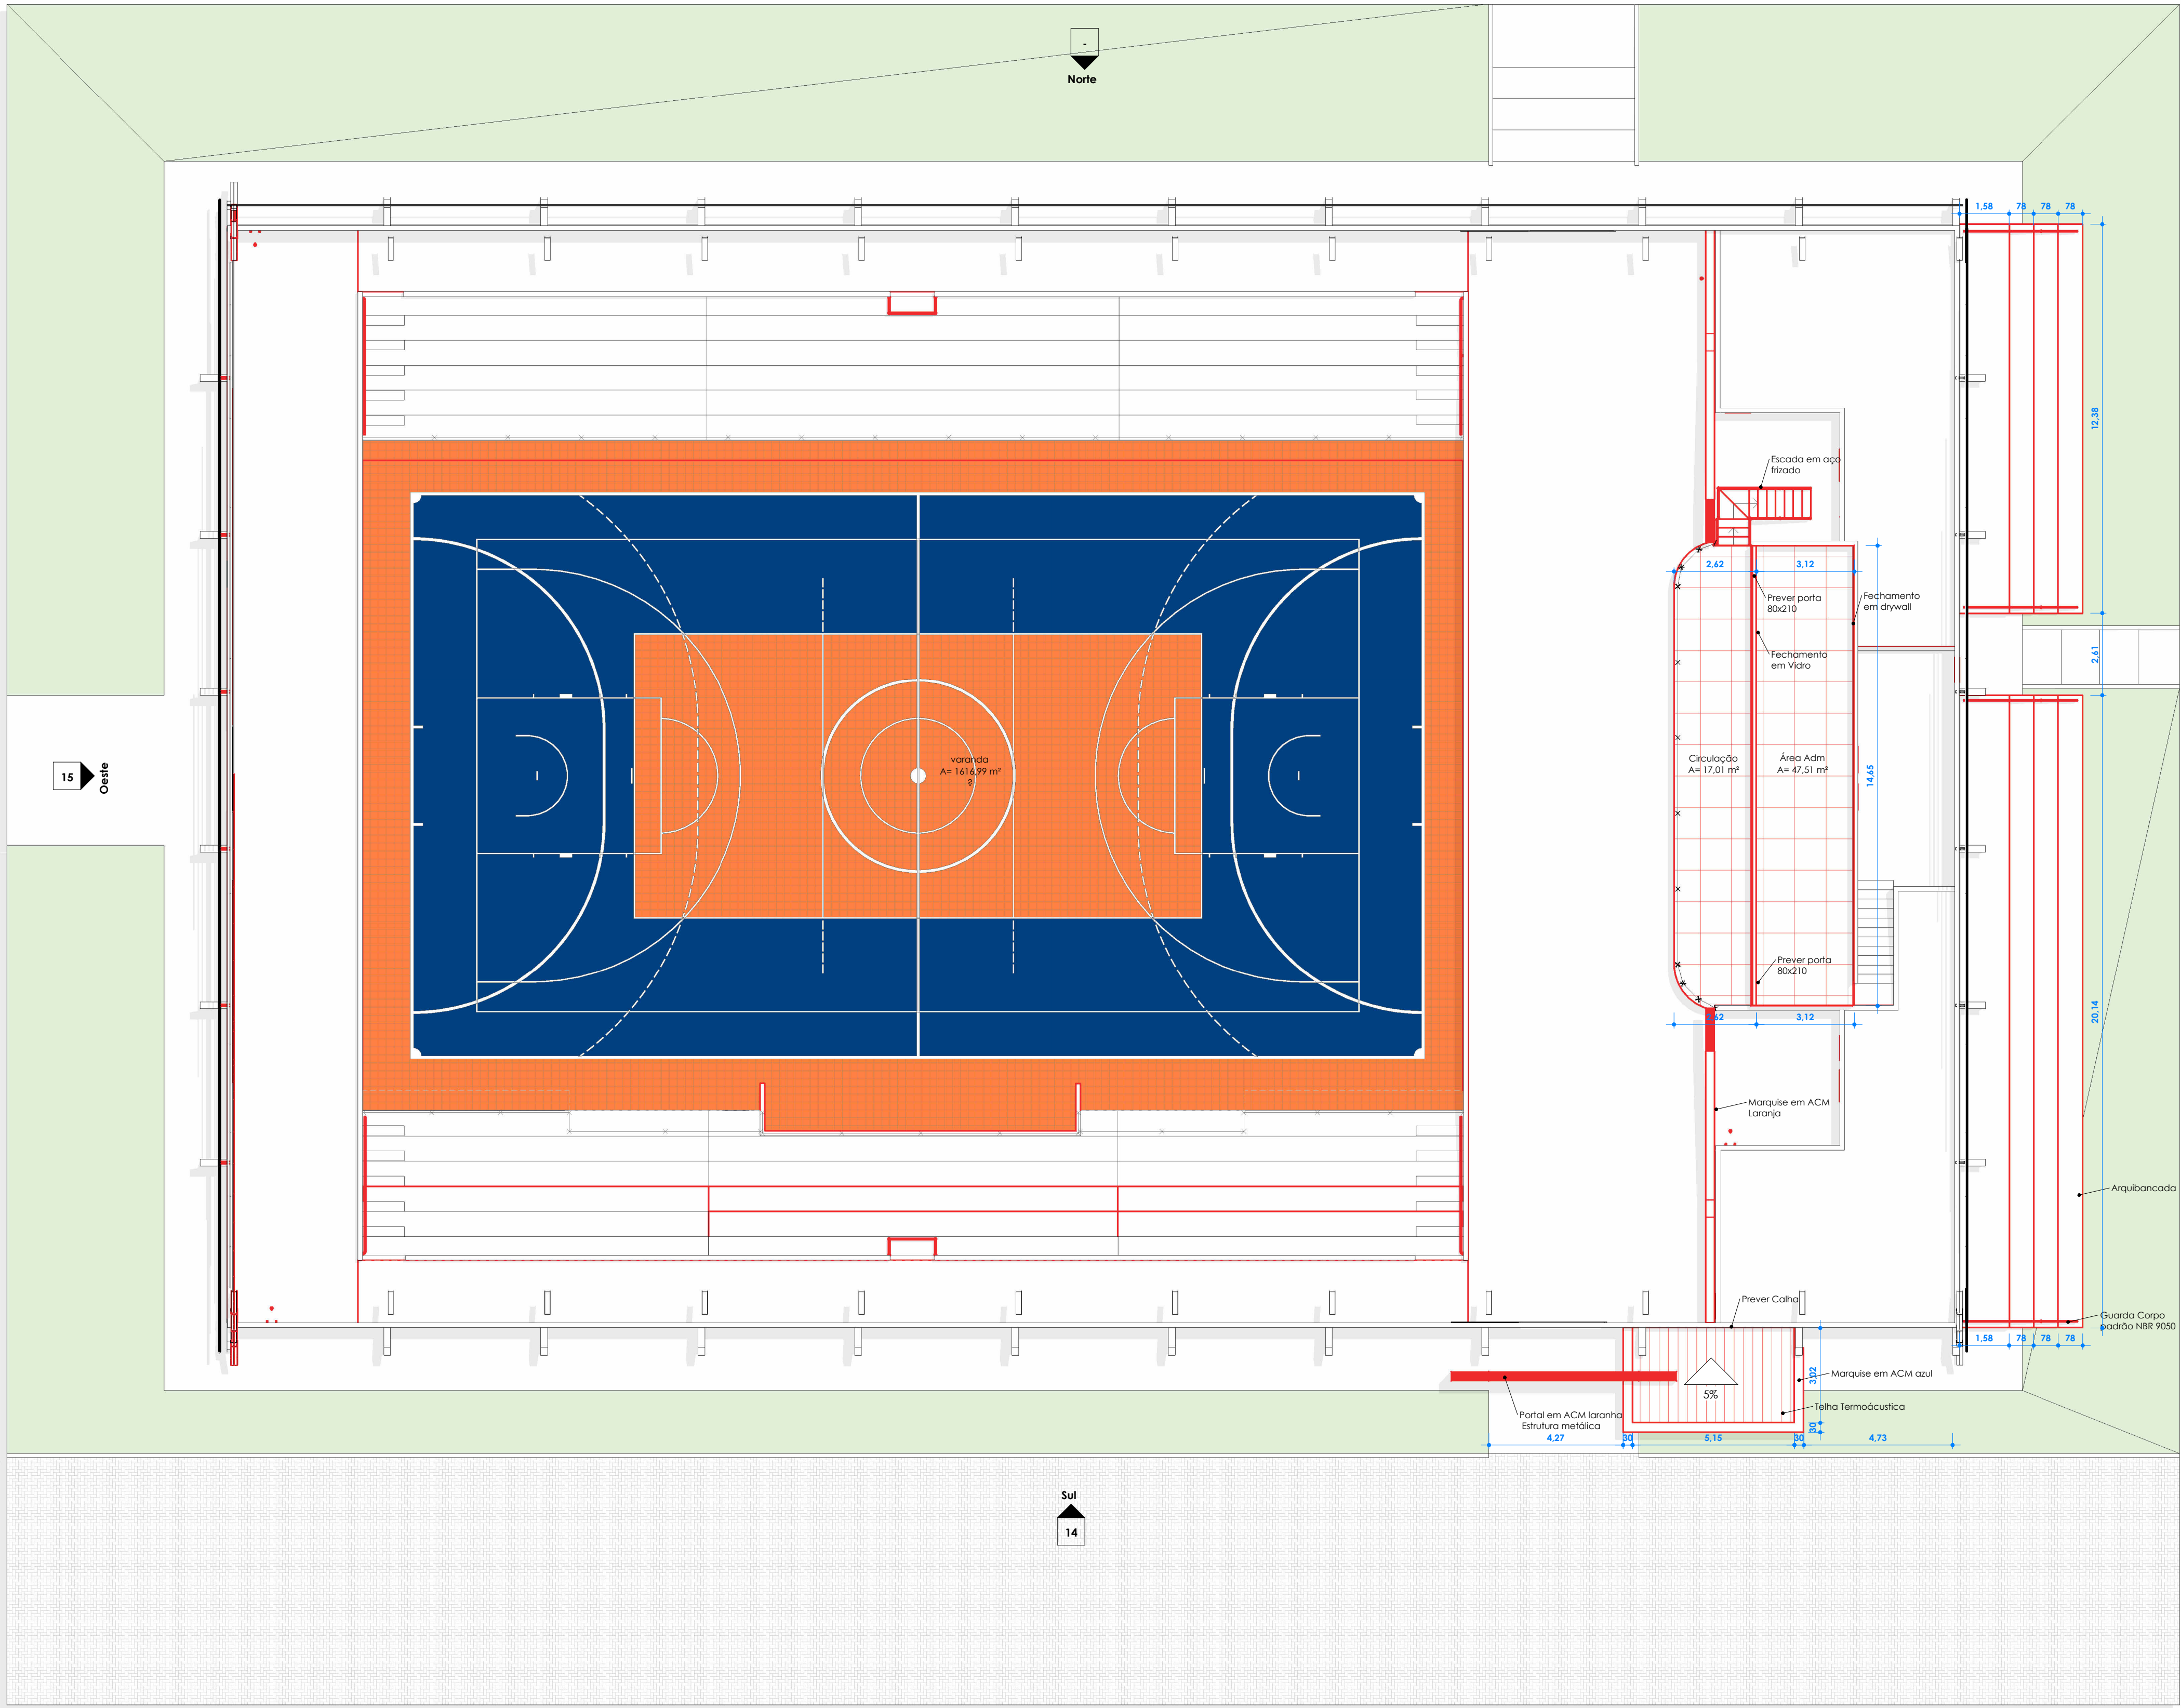 -
Norte
1,58 78 78 78
12,38
Escada em aço
frizado
2,62 3,12
Prever porta
80x210
Fechamento
em drywall
Fechamento
em Vidro
2,61
15
Oeste
varanda
A= 1616,99 m²
Circulação
A= 17,01 m²
Área Adm
A= 47,51 m²
14,65
Prever porta
80x210
3,12
20,14
Marquise em ACM
Laranja
Arquibancada
Prever Calha
Guarda Corpo
padrão NBR 9050
1,58 78 78 78
3,02
Marquise em ACM azul
5%
Telha Termoácustica
Portal em ACM laranha
Estrutura metálica
30
4,27 30 5,15 30 4,73
Sul
14